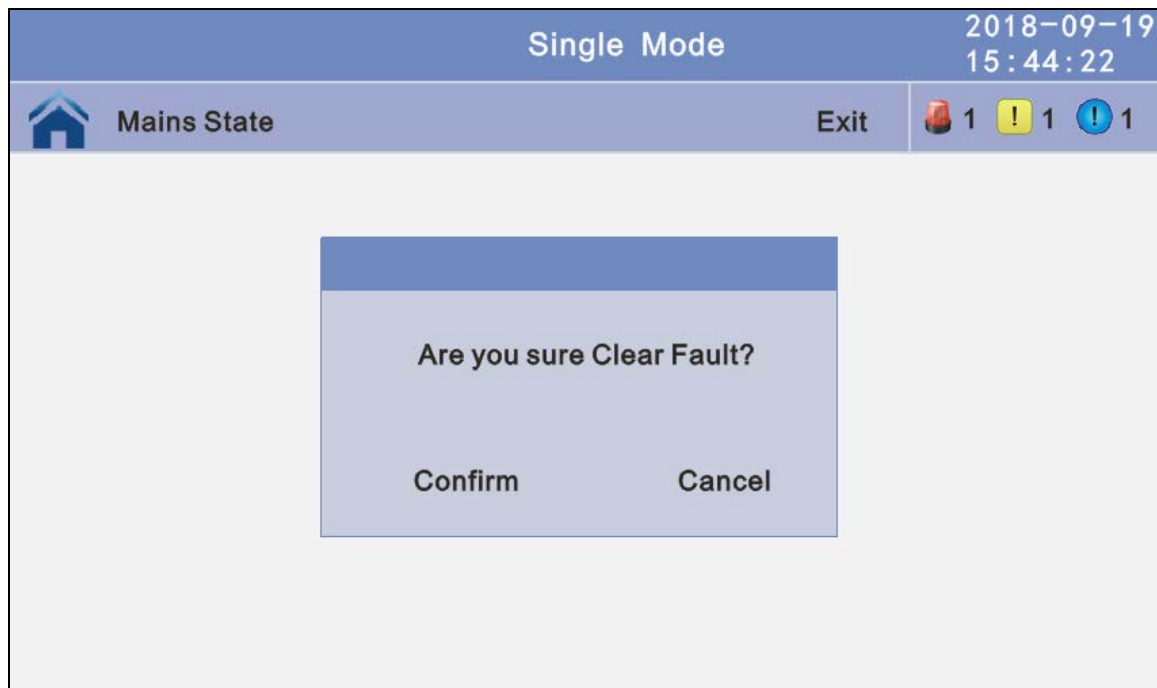 Single Mode
2018-09-19
15:44:22
Mains State
Exit
1
! 1
! 1
Are you sure Clear Fault?
Confirm
Cancel